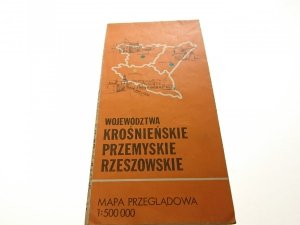 WOJEWÓDZTWA
KROŚNIEŃSKIE
PRZEMYSKIE
RZESZOWSKIE
MAPA PRZEGLĄDOWA
1:500 000